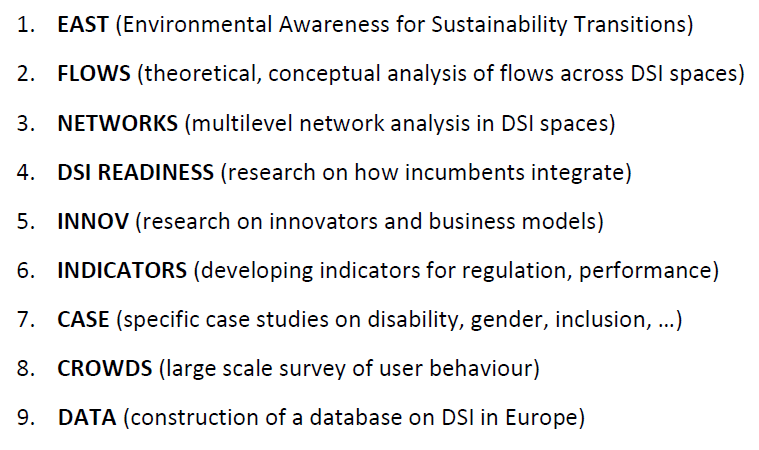 1. EAST (Environmental Awareness for Sustainability Transitions)
2. FLOWS (theoretical, conceptual analysis of flows across DSI spaces)
3. NETWORKS (multilevel network analysis in DSI spaces)
4. DSI READINESS (research on how incumbents integrate)
5. INNOV (research on innovators and business models)
6. INDICATORS (developing indicators for regulation, performance)
7. CASE (specific case studies on disability, gender, inclusion, …)
8. CROWDS (large scale survey of user behaviour)
9. DATA (construction of a database on DSI in Europe)